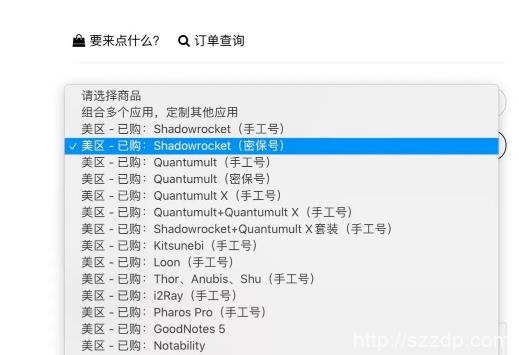 要来点什么? 订单查询
请选择商品
组合多个应用，定制其他应用
美区 - 已购：Shadowrocket（手工号）
✓ 美区 - 已购：Shadowrocket（密保号）
美区 - 已购：Quantumult（手工号）
美区 - 已购：Quantumult（密保号）
美区 - 已购：Quantumult X（手工号）
美区 - 已购：Quantumult+Quantumult X（手工号）
美区 - 已购：Shadowrocket+Quantumult X套装（手工号）
美区 - 已购：Kitsunebi（手工号）
美区 - 已购：Loon（手工号）
美区 - 已购：Thor、Anubis、Shu（手工号）
美区 - 已购：i2Ray（手工号）
美区 - 已购：Pharos Pro（手工号）
美区 - 已购：GoodNotes 5
美区 - 已购：Notability
http://szzdp.com